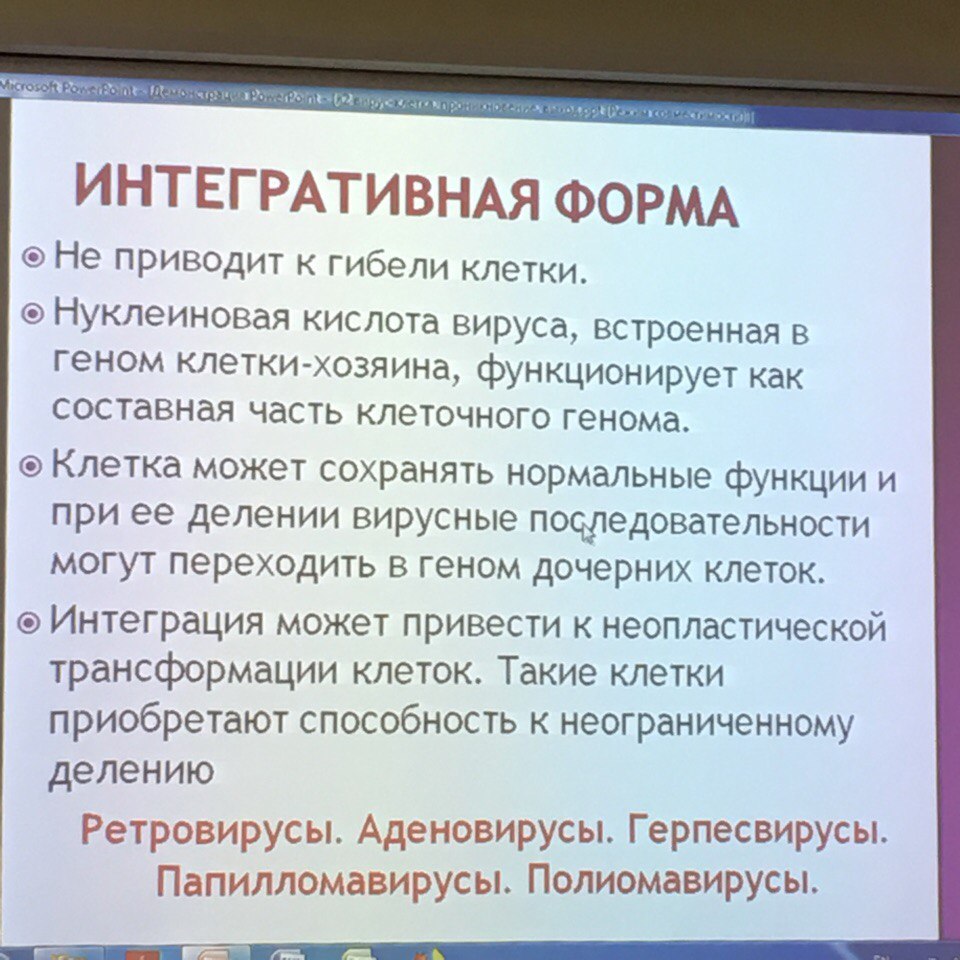 Microsoft PowerPoint - [Демонстрация PowerPoint - [
ИНТЕГРАТИВНАЯ ФОРМА
Не приводит к гибели клетки.
Нуклеиновая кислота вируса, встроенная в
геном клетки-хозяина, функционирует как
составная часть клеточного генома.
Клетка может сохранять нормальные функции и
при ее делении вирусные последовательности
могут переходить в геном дочерних клеток.
Интеграция может привести к неопластической
трансформации клеток. Такие клетки
приобретают способность к неограниченному
делению
Ретровирусы. Аденовирусы. Герпесвирусы.
Папилломавирусы. Полиомавирусы.